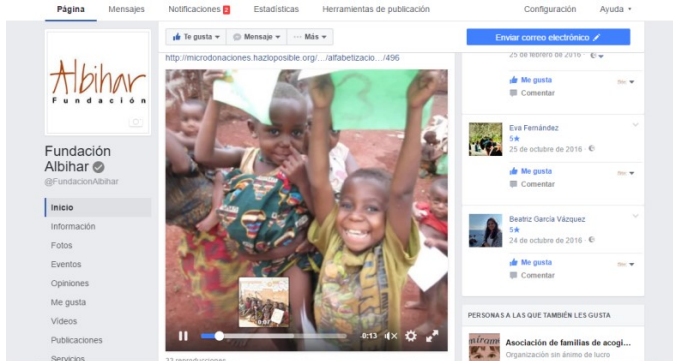 Página Mensajes Notificaciones 2 Estadísticas Herramientas de publicación Configuración Ayuda
Te gusta Mensaje ··· Más Enviar correo electrónico
Albihar
Fundación
Fundación
Albihar
@FundacionAlbihar
Inicio
Información
Fotos
Eventos
Opiniones
Me gusta
Vídeos
Publicaciones
Servicios
http://microdonaciones.hazloposible.org/.../alfabetizacio.../496
0:07
-0:13
22 reproducciones
25 de febrero de 2016 ·
Me gusta
Comentar
Eva Fernández
5★
25 de octubre de 2016 ·
Me gusta
Comentar
Beatriz García Vázquez
5★
24 de octubre de 2016 ·
Me gusta
Comentar
PERSONAS A LAS QUE TAMBIÉN LES GUSTA
Asociación de familias de acogi...
Organización sin ánimo de lucro